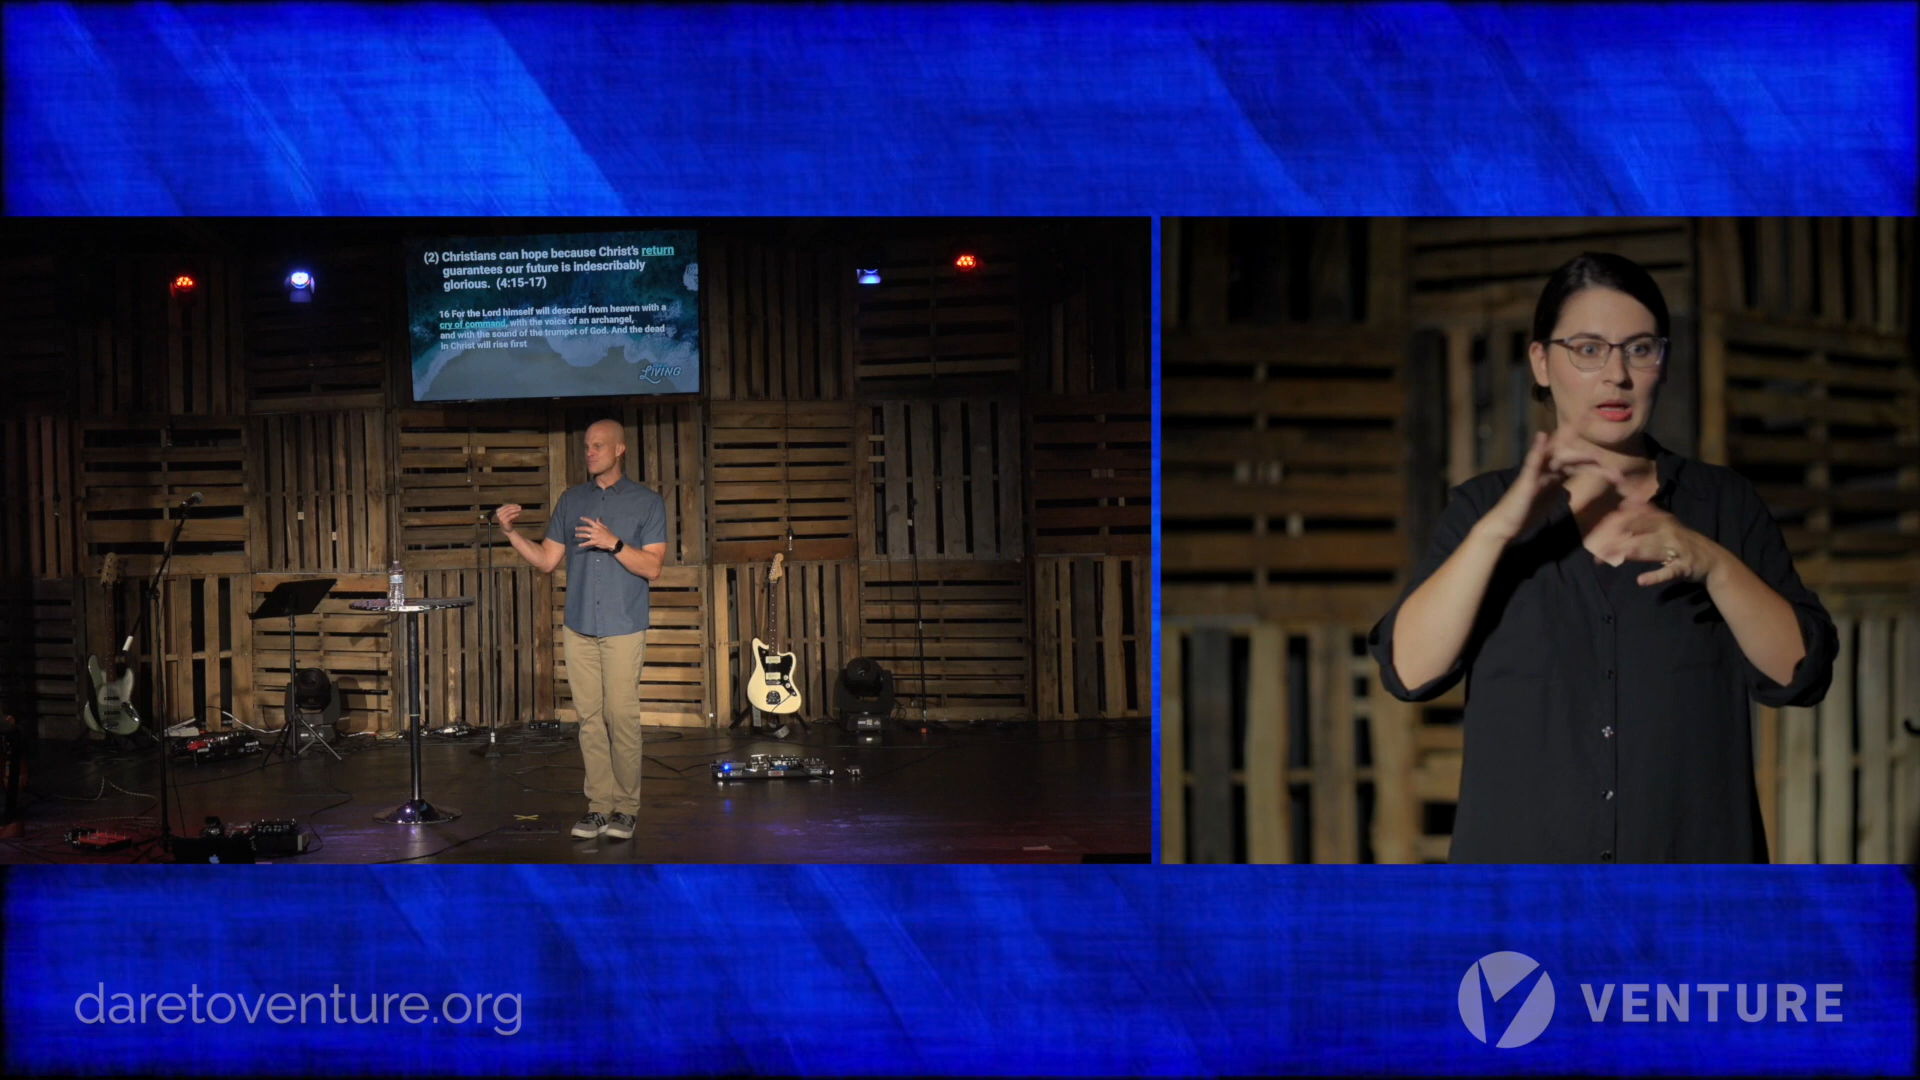 (2) Christians can hope because Christ's return
guarantees our future is indescribably
glorious. (4:15-17)
16 For the Lord himself will descend from heaven with a
cry of command, with the voice of an archangel,
and with the sound of the trumpet of God. And the dead
in Christ will rise first
LIVING
daretoventure.org
VENTURE